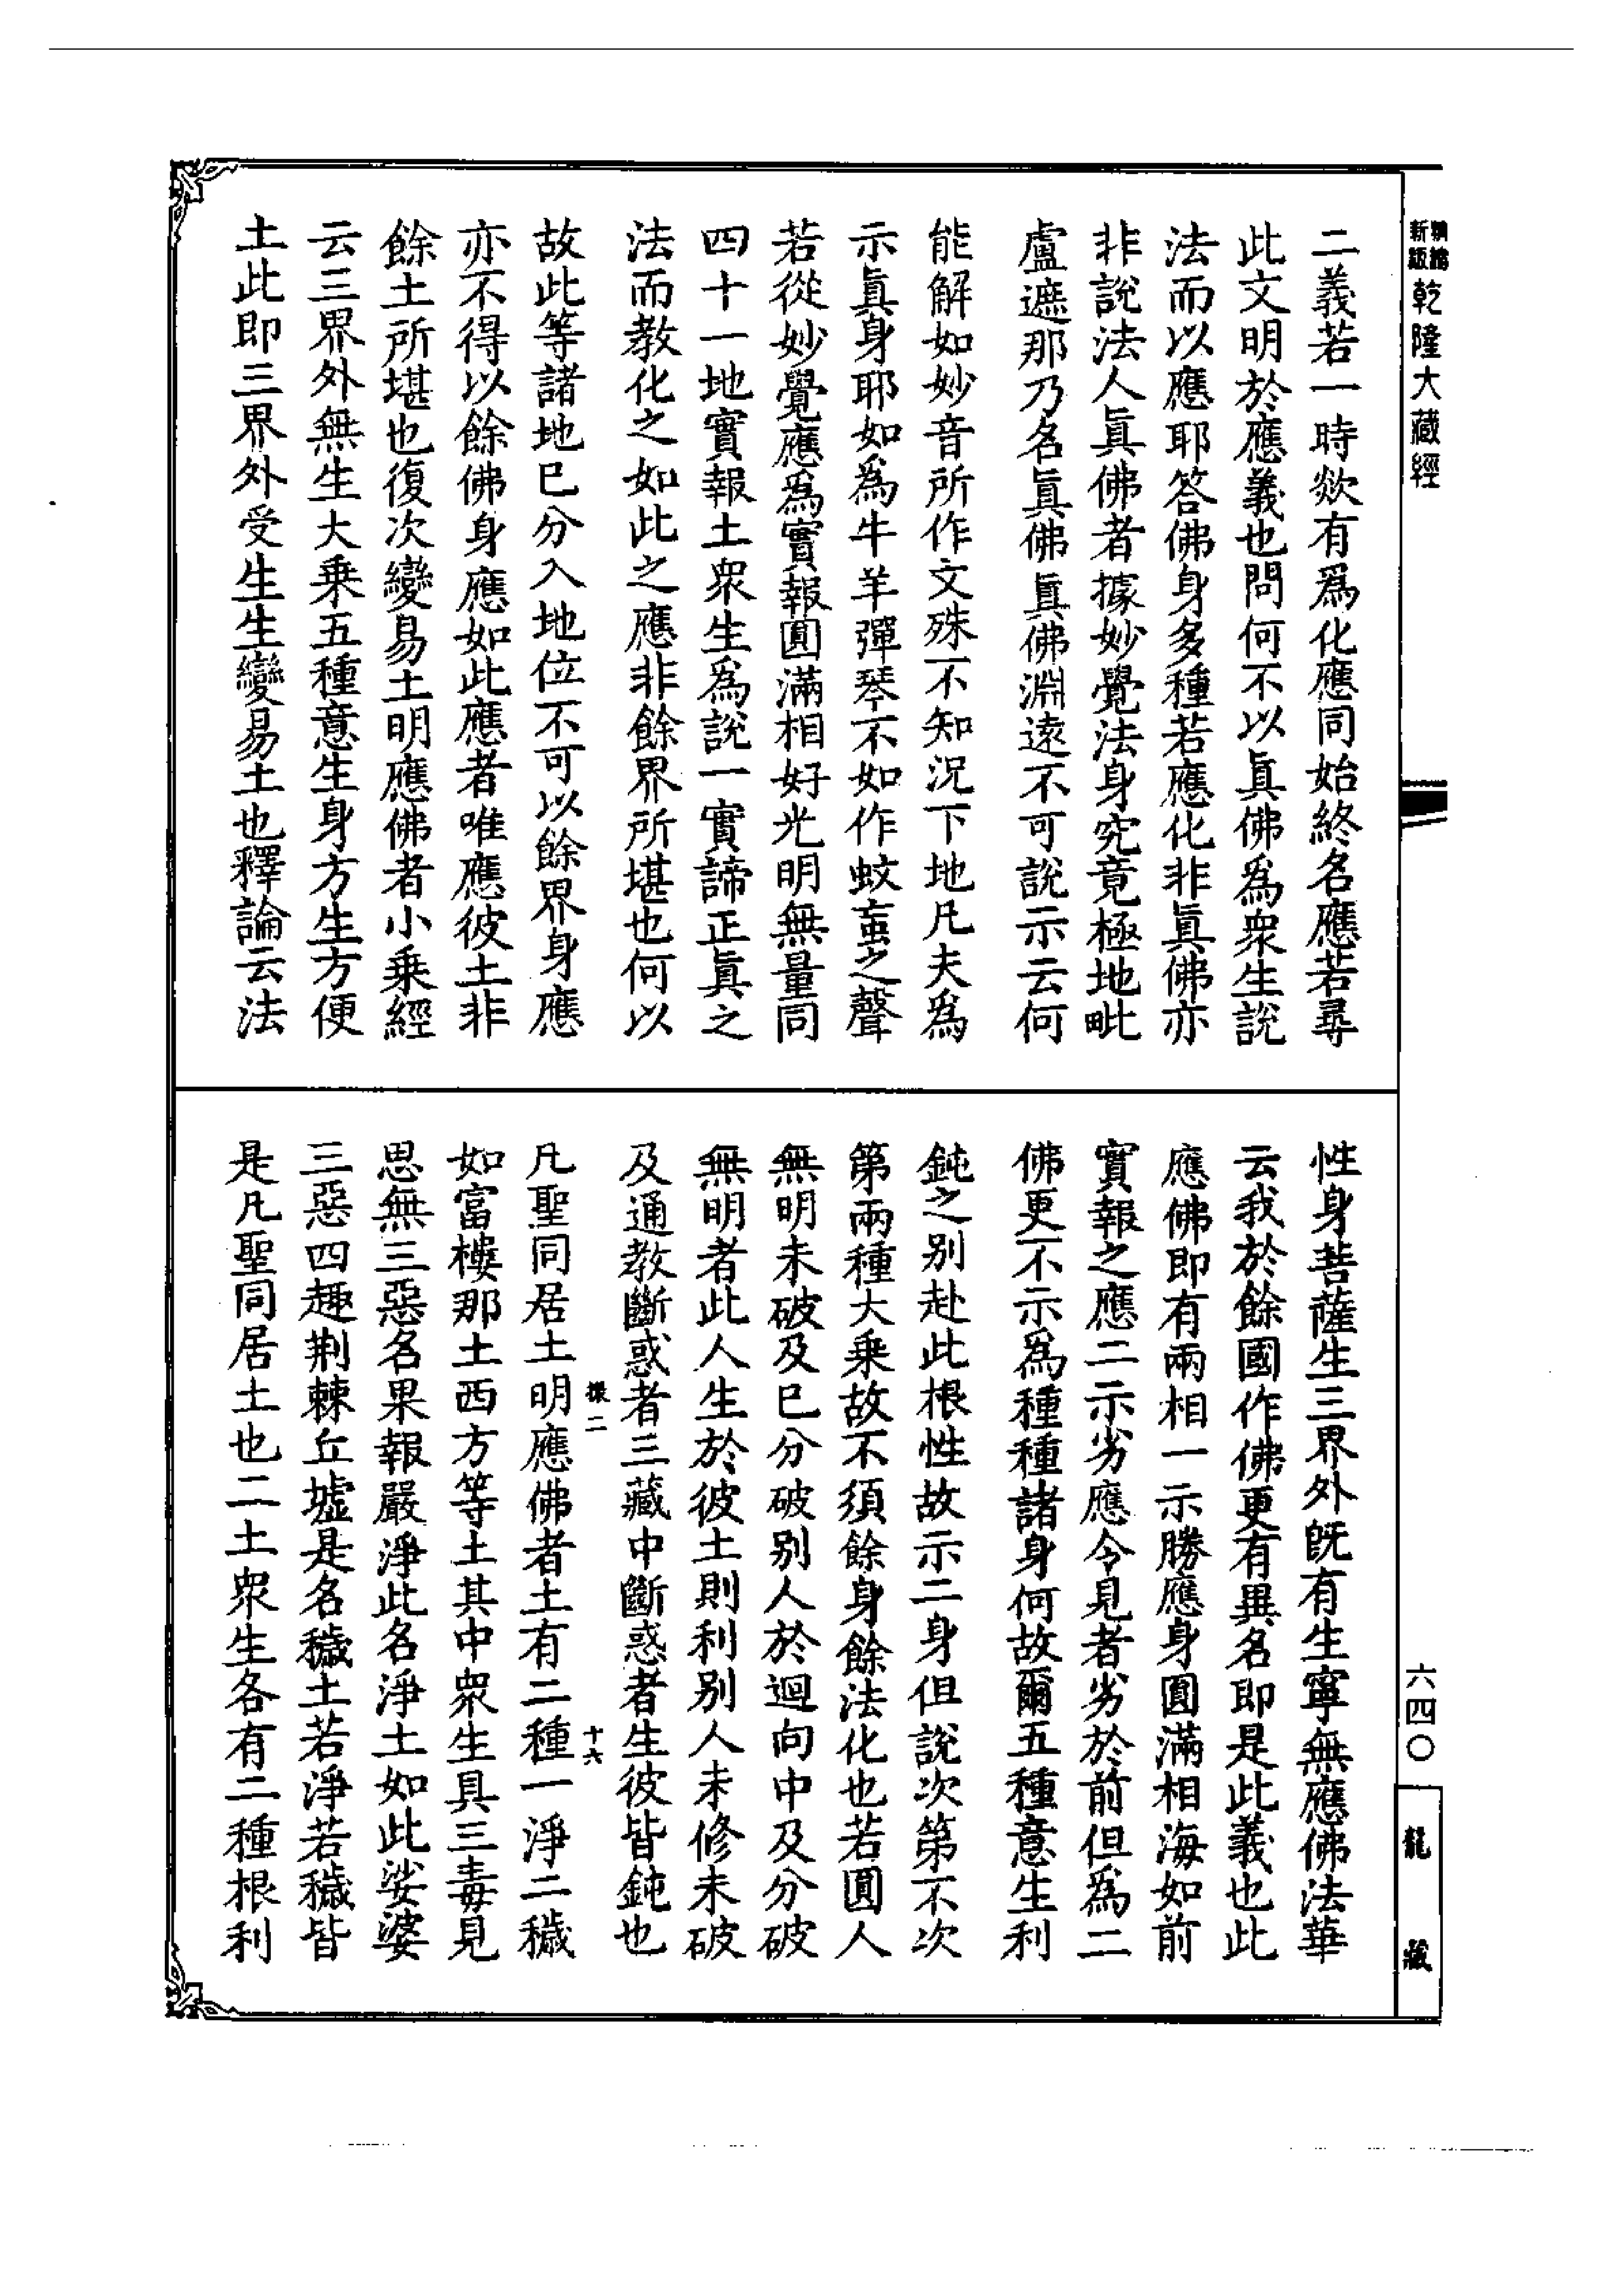 新版
乾隆大藏經
二義若一時欻有爲化應同始終名應若尋
此文明於應義也問何不以眞佛爲衆生說
法而以應耶答佛身多種若應化非眞佛亦
非說法人眞佛者據妙覺法身究竟極地毗
盧遮那乃名眞佛眞佛淵遠不可說示云何
能解如妙音所作文殊不知況下地凡夫爲
示眞身耶如爲牛羊彈琴不如作蚊䖟之聲
若從妙覺應爲實報圓滿相好光明無量同
四十一地實報土衆生爲說一實諦正眞之
法而教化之如此之應非餘界所堪也何以
故此等諸地已分入地位不可以餘界身應
亦不得以餘佛身應如此應者唯應彼土非
餘土所堪也復次變易土明應佛者小乘經
云三界外無生大乘五種意生身方生方便
土此即三界外受生生變易土也釋論云法
性身菩薩生三界外旣有生寧無應佛法華
云我於餘國作佛更有異名即是此義也此
應佛即有兩相一示勝應身圓滿相海如前
實報之應二示劣應令見者劣於前但爲二
佛更不示爲種種諸身何故爾五種意生利
鈍之別赴此根性故示二身但說次第不次
第兩種大乘故不須餘身餘法化也若圓人
無明未破及已分破別人於迴向中及分破
無明者此人生於彼土則利別人未修未破
及通教斷惑者三藏中斷惑者生彼皆鈍也
十六
凡聖同居土明應佛者土有二種一淨二穢
如富樓那土西方等土其中衆生具三毒見
思無三惡名果報嚴淨此名淨土如此娑婆
三惡四趣荆棘丘墟是名穢土若淨若穢皆
是凡聖同居土也二土衆生各有二種根利
六四〇
龍藏